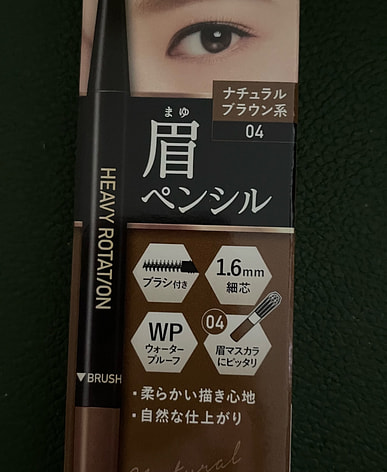 ナチュラル
ブラウン系
04
まゆ
眉
ペンシル
HEAVY ROTATION
ブラシ付き
1.6mm
細芯
WP
ウォーター
プルーフ
04
眉マスカラ
にピッタリ
▼BRUSH
・柔らかい描き心地
・自然な仕上がり
Natural